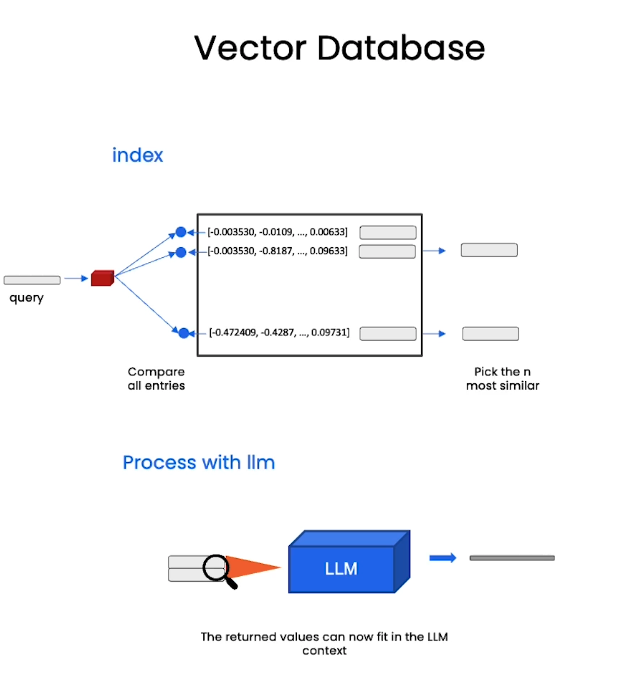 Vector Database
index
[-0.003530, -0.0109, ..., 0.00633]
[-0.003530, -0.8187, ..., 0.09633]
query
[-0.472409, -0.4287, ..., 0.09731]
Compare
all entries
Pick the n
most similar
Process with llm
LLM
The returned values can now fit in the LLM
context